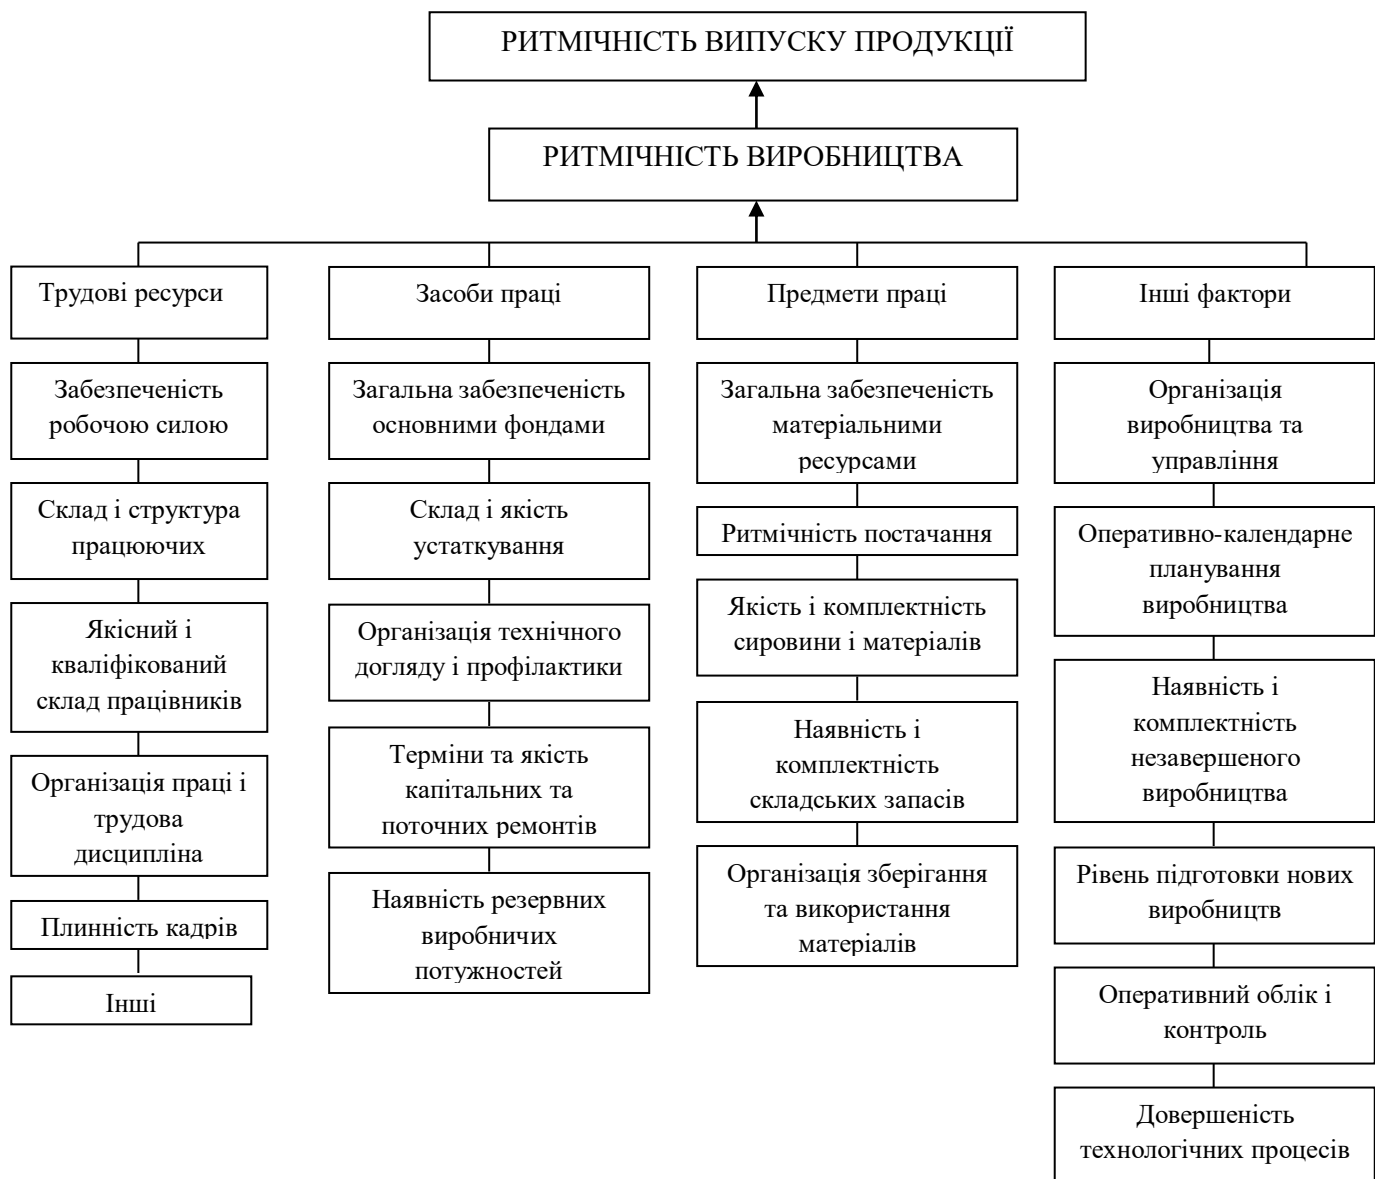 РИТМІЧНІСТЬ ВИПУСКУ ПРОДУКЦІЇ
РИТМІЧНІСТЬ ВИРОБНИЦТВА
Трудові ресурси
Забезпеченість
робочою силою
Склад і структура
працюючих
Якісний і
кваліфікований
склад працівників
Організація праці і
трудова
дисципліна
Плинність кадрів
Інші
Засоби праці
Загальна забезпеченість
основними фондами
Склад і якість
устаткування
Організація технічного
догляду і профілактики
Терміни та якість
капітальних та
поточних ремонтів
Наявність резервних
виробничих
потужностей
Предмети праці
Загальна забезпеченість
матеріальними
ресурсами
Ритмічність постачання
Якість і комплектність
сировини і матеріалів
Наявність і
комплектність
складських запасів
Організація зберігання
та використання
матеріалів
Інші фактори
Організація
виробництва та
управління
Оперативно-календарне
планування
виробництва
Наявність і
комплектність
незавершеного
виробництва
Рівень підготовки нових
виробництв
Оперативний облік і
контроль
Довершеність
технологічних процесів